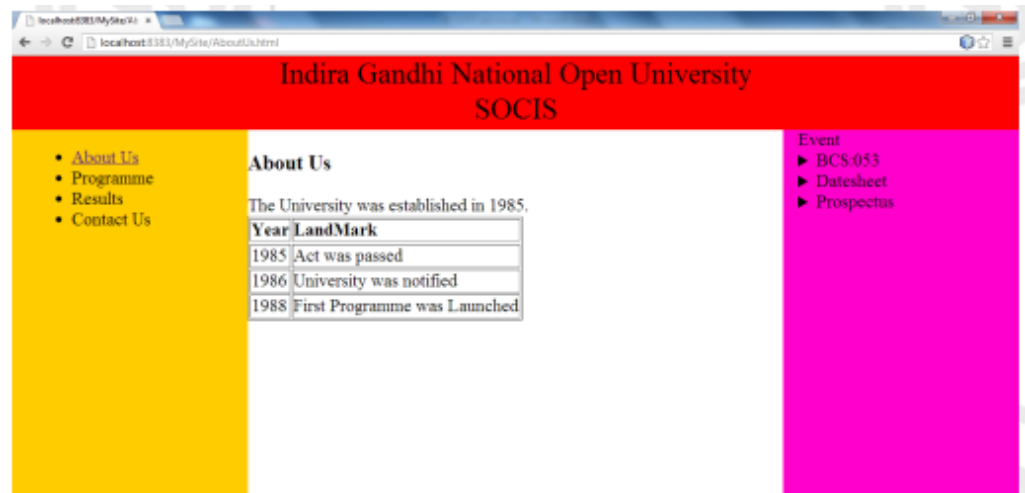 localhost:8383/MySite/AboutUs.html
Indira Gandhi National Open University
SOCIS
About Us
Programme
Results
Contact Us
About Us
The University was established in 1985.
Year LandMark
1985 Act was passed
1986 University was notified
1988 First Programme was Launched
Event
BCS:053
Datesheet
Prospectus